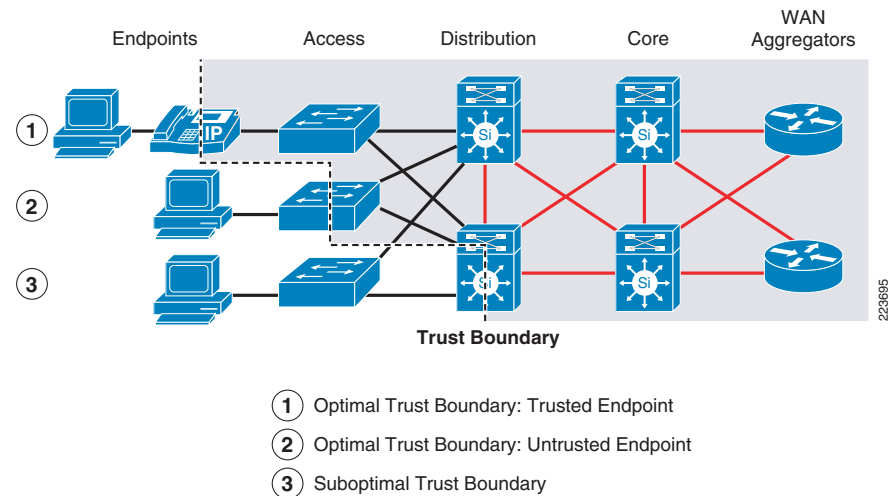 Endpoints Access Distribution Core WAN Aggregators
1 IP Si Si
2
3 Si Si
Trust Boundary
223695
1 Optimal Trust Boundary: Trusted Endpoint
2 Optimal Trust Boundary: Untrusted Endpoint
3 Suboptimal Trust Boundary